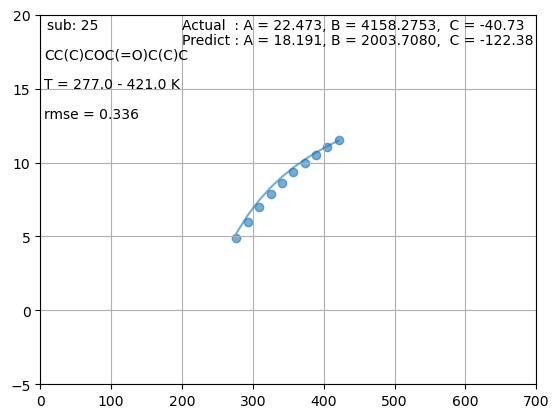 sub: 25
Actual : A = 22.473, B = 4158.2753, C = -40.73
Predict : A = 18.191, B = 2003.7080, C = -122.38
CC(C)COC(=O)C(C)C
T = 277.0 - 421.0 K
rmse = 0.336
20
15
10
5
0
−5
0 100 200 300 400 500 600 700